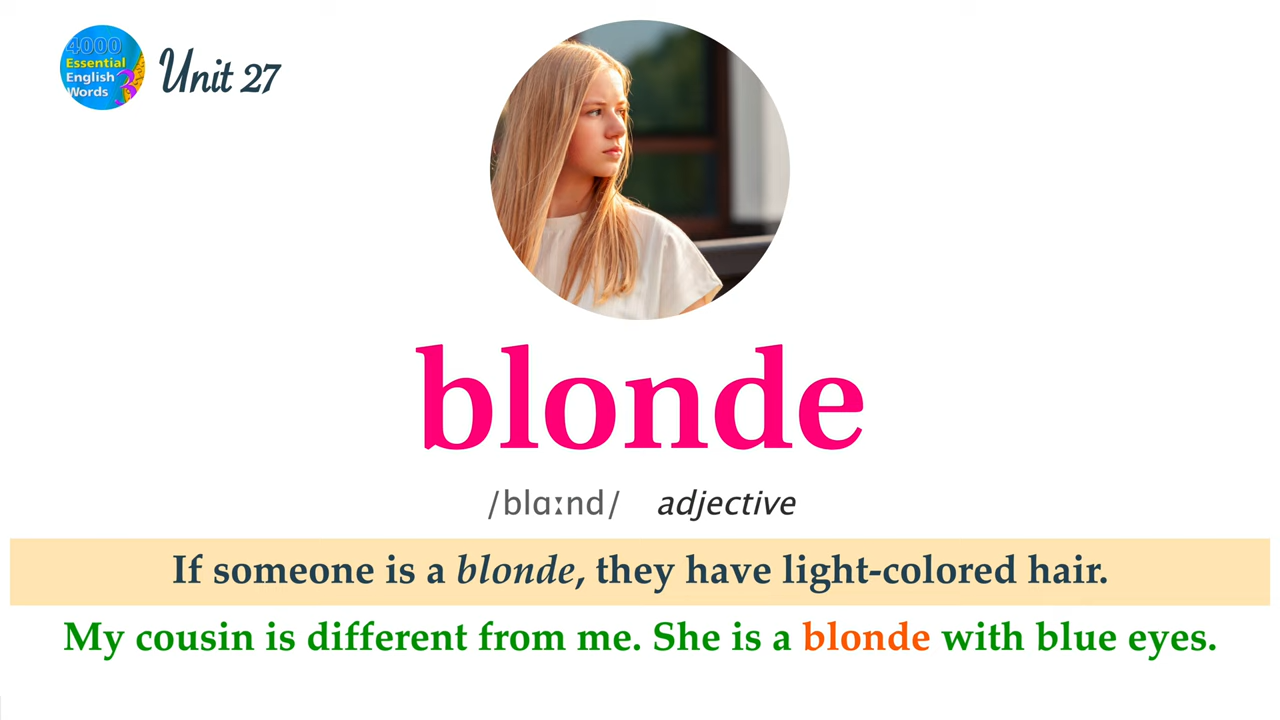 4000
Essential
English
Words 3
Unit 27
blonde
/blɑːnd/ adjective
If someone is a blonde, they have light-colored hair.
My cousin is different from me. She is a blonde with blue eyes.